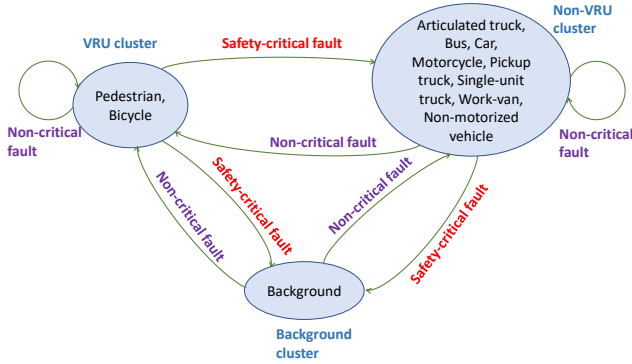 VRU cluster
Non-VRU
cluster
Safety-critical fault
Articulated truck,
Bus, Car,
Motorcycle, Pickup
truck, Single-unit
truck, Work-van,
Non-motorized
vehicle
Pedestrian,
Bicycle
Non-critical
fault
Non-critical fault
Non-critical
fault
Safety-critical fault
Non-critical fault
Non-critical fault
Safety-critical fault
Background
Background
cluster